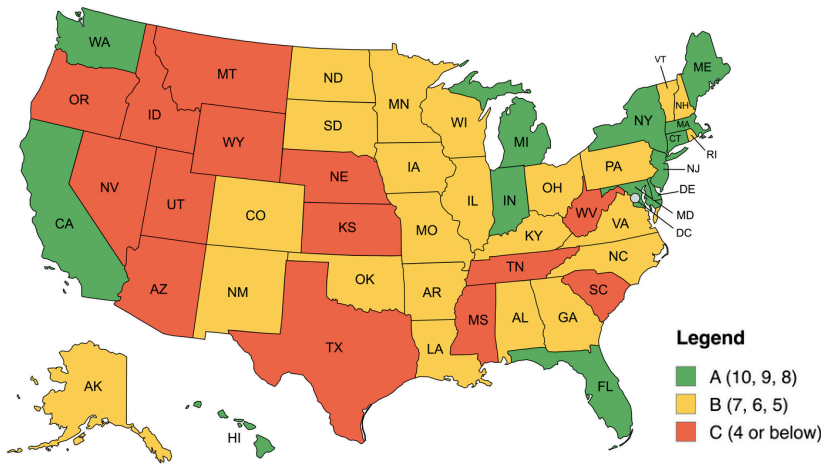 WA
MT
ND
MN
VT
ME
OR
ID
SD
WI
NH
NY
MA
WY
MI
CT
RI
NE
IA
PA
NJ
NV
UT
CO
IL
IN
OH
DE
CA
KS
MO
WV
VA
MD
KY
DC
NC
AZ
NM
OK
TN
AR
SC
MS
AL
GA
TX
LA
AK
FL
HI
Legend
A (10, 9, 8)
B (7, 6, 5)
C (4 or below)